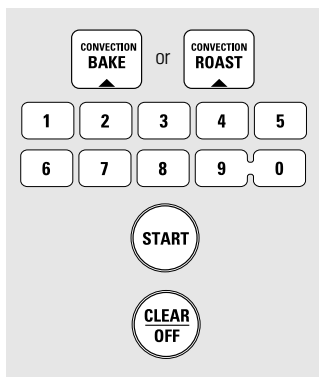 CONVECTION
BAKE
or
CONVECTION
ROAST
1 2 3 4 5
6 7 8 9 0
START
CLEAR
OFF